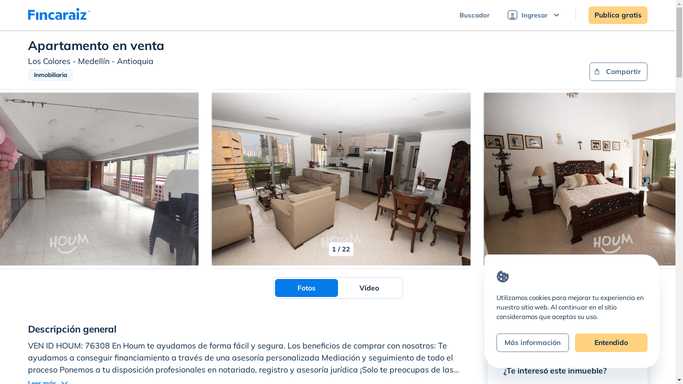 Fincaraiz
Buscador
Ingresar
Publica gratis
Apartamento en venta
Los Colores - Medellín - Antioquia
Inmobiliaria
Compartir
HOUM
HOUM
HOUM
1 / 22
Fotos
Video
Utilizamos cookies para mejorar tu experiencia en
nuestro sitio web. Al continuar en el sitio
consideramos que aceptas su uso.
Más información
Entendido
Descripción general
VEN ID HOUM: 76308 En Houm te ayudamos de forma fácil y segura. Los beneficios de comprar con nosotros: Te
ayudamos a conseguir financiamiento a través de una asesoría personalizada Mediación y seguimiento de todo el
proceso Ponemos a tu disposición profesionales en notariado, registro y asesoría jurídica ¡Solo te preocupas de las...
Leer más
¿Te interesó este inmueble?